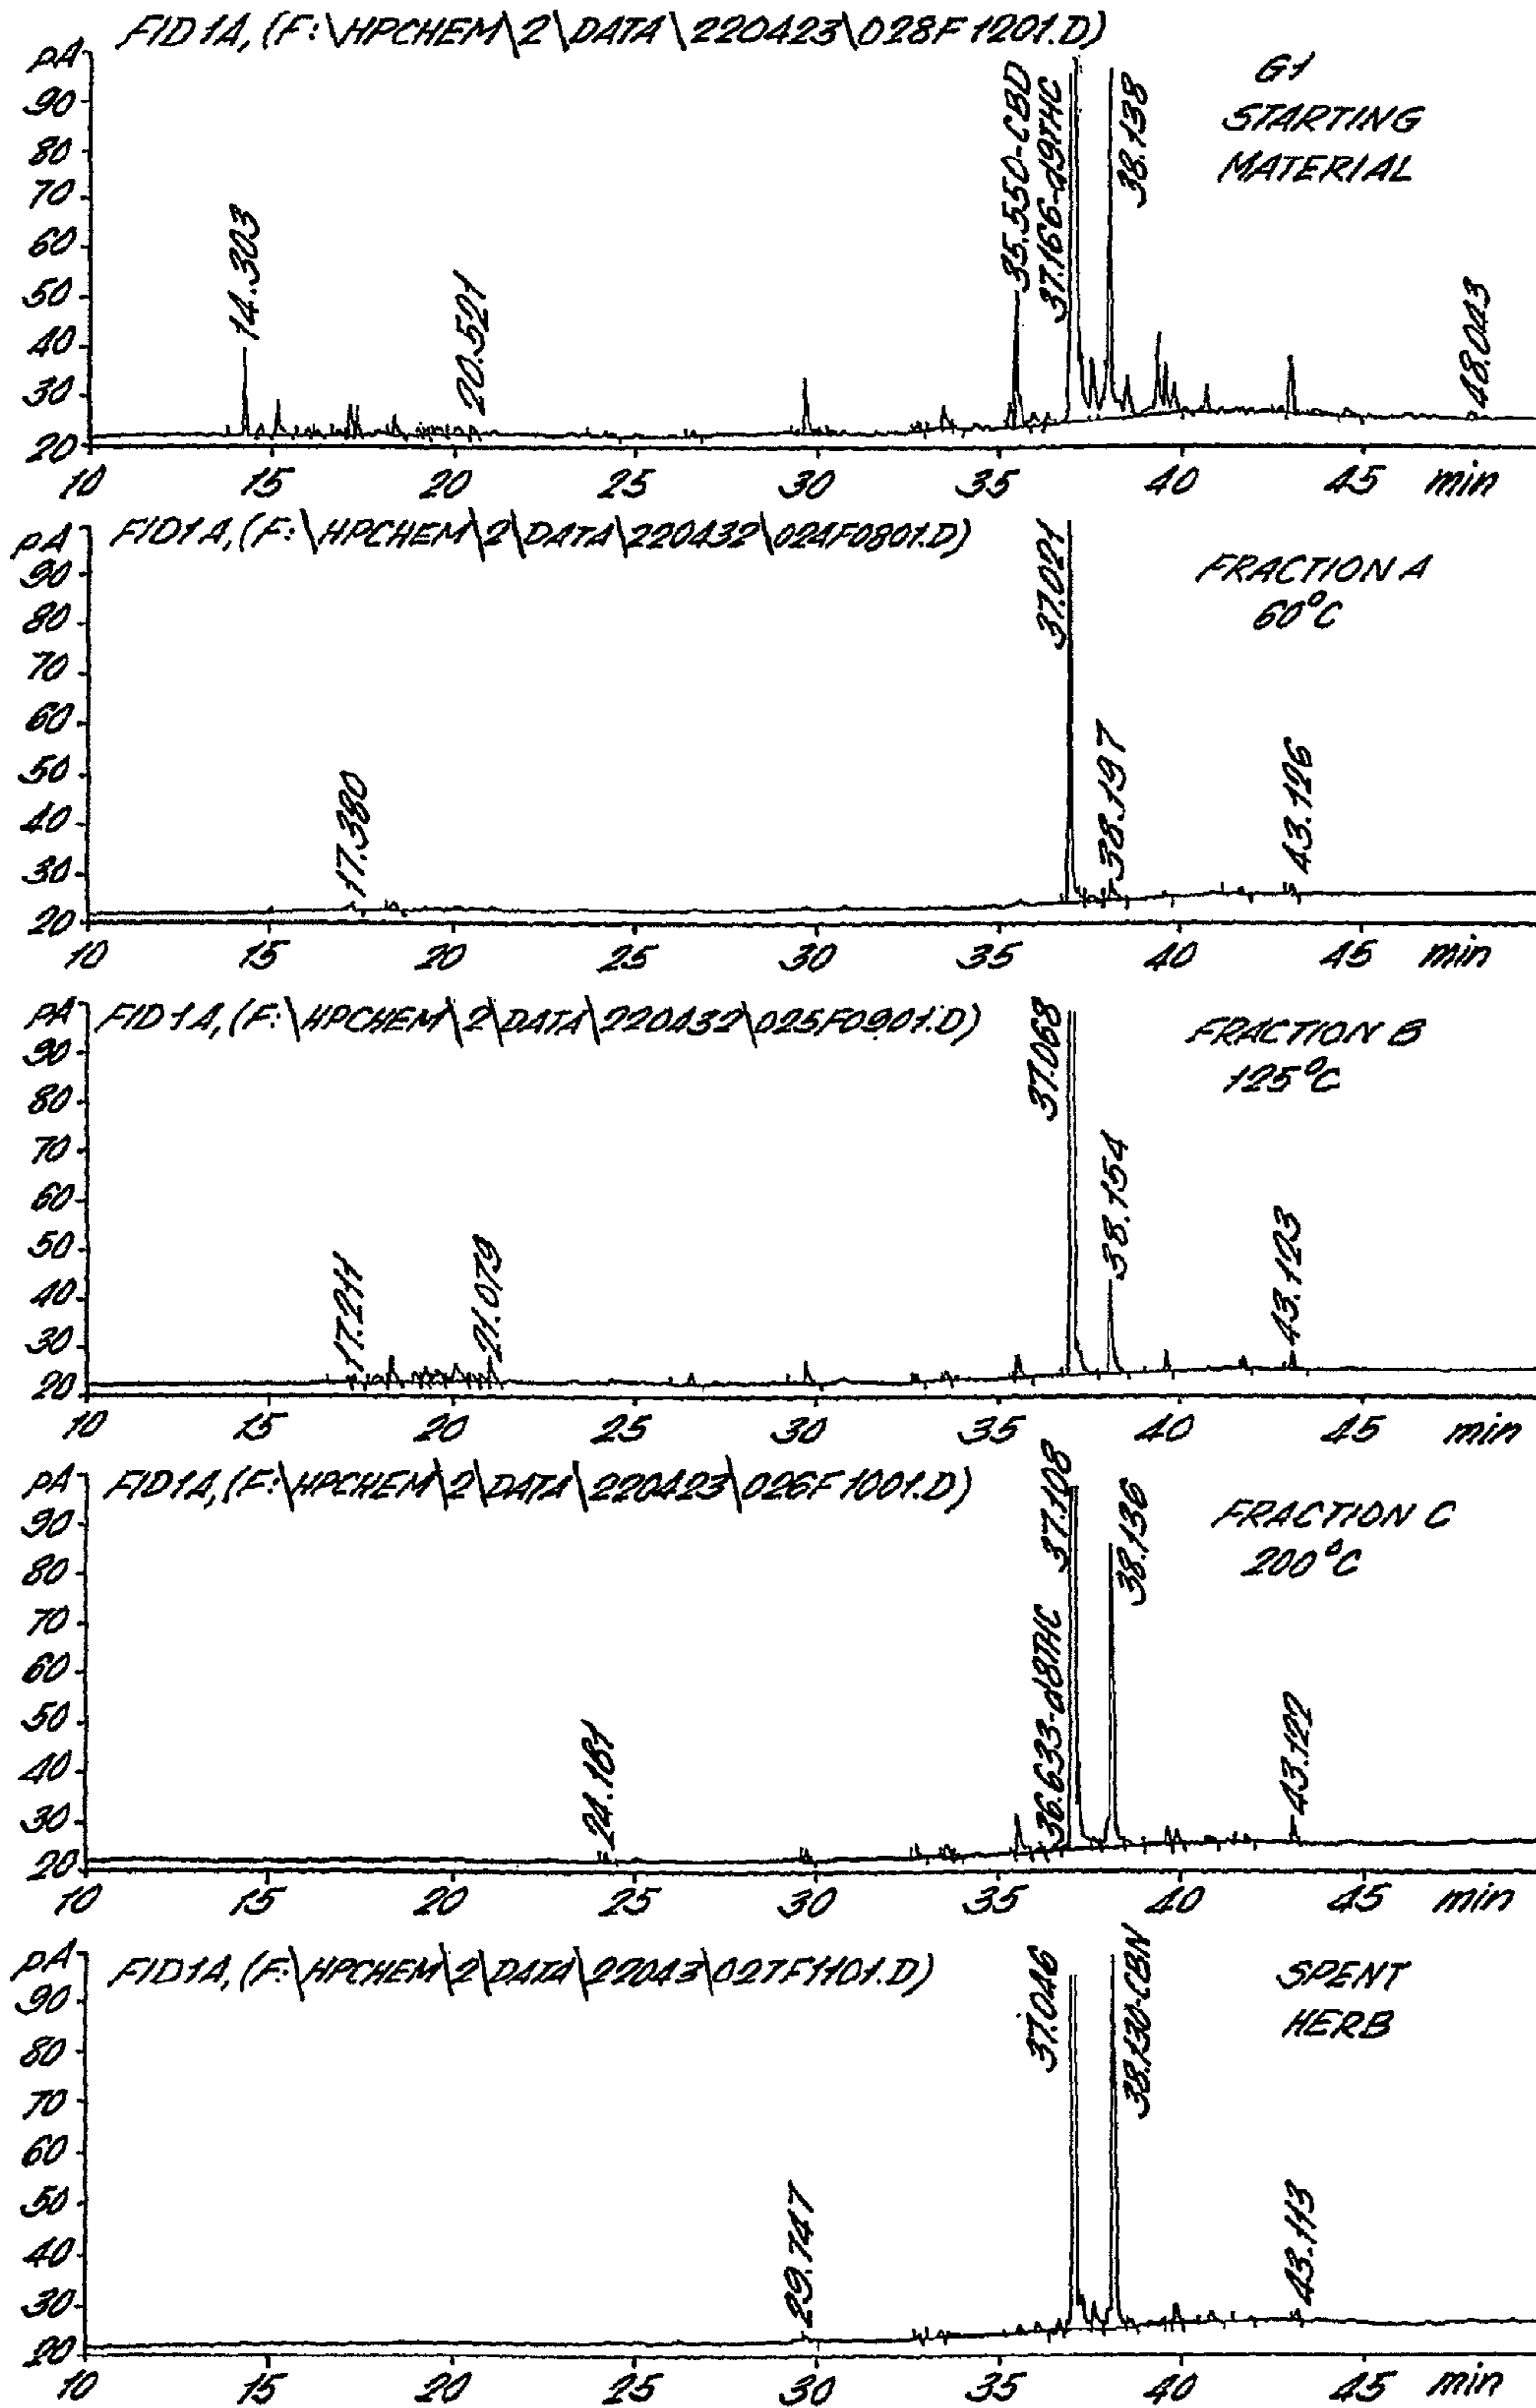 FID1A, (F:\HPCHEM\2\DATA\220423\028F1201.D)
G1
STARTING
MATERIAL
pA
90
80
70
60
50
40
30
20
14.303
20.521
35.550-CBD
37.166-d9THC
38.138
48.043
10 15 20 25 30 35 40 45 min
FID1A, (F:\HPCHEM\2\DATA\220432\024F0801.D)
FRACTION A
60°C
pA
90
80
70
60
50
40
30
20
17.380
37.021
38.197
43.126
10 15 20 25 30 35 40 45 min
FID1A, (F:\HPCHEM\2\DATA\220432\025F0901.D)
FRACTION B
125°C
pA
90
80
70
60
50
40
30
20
17.211
21.079
37.068
38.154
43.123
10 15 20 25 30 35 40 45 min
FID1A, (F:\HPCHEM\2\DATA\220423\026F1001.D)
FRACTION C
200°C
pA
90
80
70
60
50
40
30
20
24.181
36.633-d8THC
37.108
38.136
43.122
10 15 20 25 30 35 40 45 min
FID1A, (F:\HPCHEM\2\DATA\22043\027F1101.D)
SPENT
HERB
pA
90
80
70
60
50
40
30
20
29.747
37.046
38.130-CBN
43.113
10 15 20 25 30 35 40 45 min